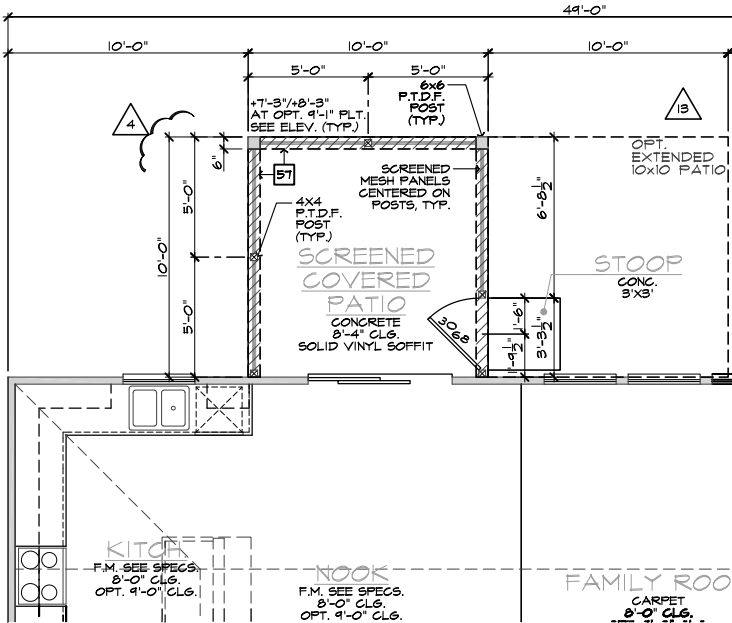 49'-0"
10'-0"
10'-0"
10'-0"
5'-0"
5'-0"
6x6
P.T.D.F.
POST
(TYP.)
+7'-3"/+8'-3"
AT OPT. 9'-1" PLT.
SEE ELEV. (TYP.)
4
13
6"
57
SCREENED
MESH PANELS
CENTERED ON
POSTS, TYP.
OPT.
EXTENDED
10x10 PATIO
5'-0"
10'-0"
5'-0"
6'-8 1/2"
4X4
P.T.D.F.
POST
(TYP.)
SCREENED
COVERED
PATIO
CONCRETE
8'-4" CLG.
SOLID VINYL SOFFIT
STOOP
CONC.
3'X3'
3068
1'-6"
3'-3 1/2"
1'-9 1/2"
KITCH.
F.M. SEE SPECS.
8'-0" CLG.
OPT. 9'-0" CLG.
NOOK
F.M. SEE SPECS.
8'-0" CLG.
OPT. 9'-0" CLG.
FAMILY ROO
CARPET
8'-0" CLG.